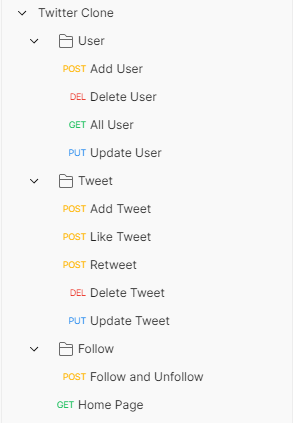 Twitter Clone
User
POST Add User
DEL Delete User
GET All User
PUT Update User
Tweet
POST Add Tweet
POST Like Tweet
POST Retweet
DEL Delete Tweet
PUT Update Tweet
Follow
POST Follow and Unfollow
GET Home Page